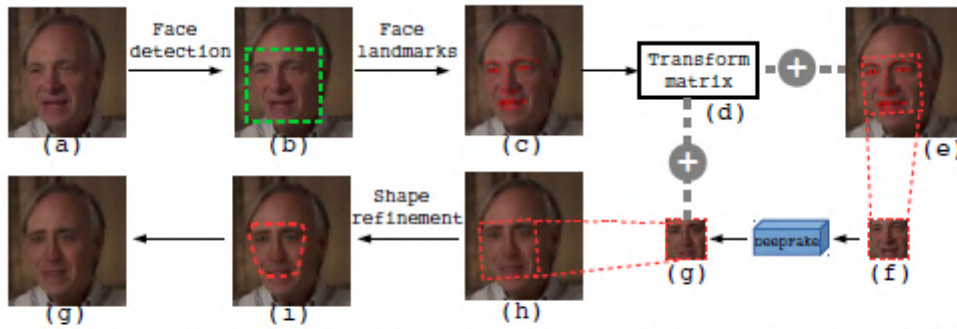 Face
detection
Face
landmarks
Transform
matrix
(a)
(b)
(c)
(d)
(e)
Shape
refinement
DeepFake
(g)
(i)
(h)
(g)
(f)